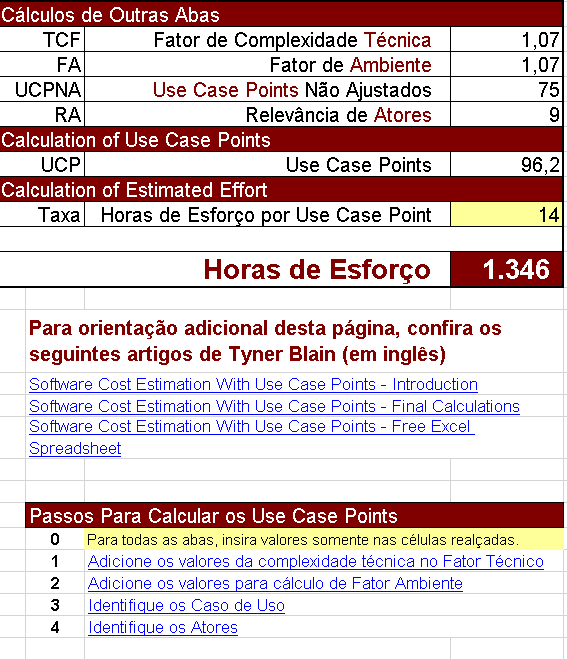 Cálculos de Outras Abas
TCF Fator de Complexidade Técnica 1,07
FA Fator de Ambiente 1,07
UCPNA Use Case Points Não Ajustados 75
RA Relevância de Atores 9
Calculation of Use Case Points
UCP Use Case Points 96,2
Calculation of Estimated Effort
Taxa Horas de Esforço por Use Case Point 14
Horas de Esforço 1.346
Para orientação adicional desta página, confira os
seguintes artigos de Tyner Blain (em inglês)
Software Cost Estimation With Use Case Points - Introduction
Software Cost Estimation With Use Case Points - Final Calculations
Software Cost Estimation With Use Case Points - Free Excel
Spreadsheet
Passos Para Calcular os Use Case Points
0 Para todas as abas, insira valores somente nas células realçadas.
1 Adicione os valores da complexidade técnica no Fator Técnico
2 Adicione os valores para cálculo de Fator Ambiente
3 Identifique os Caso de Uso
4 Identifique os Atores